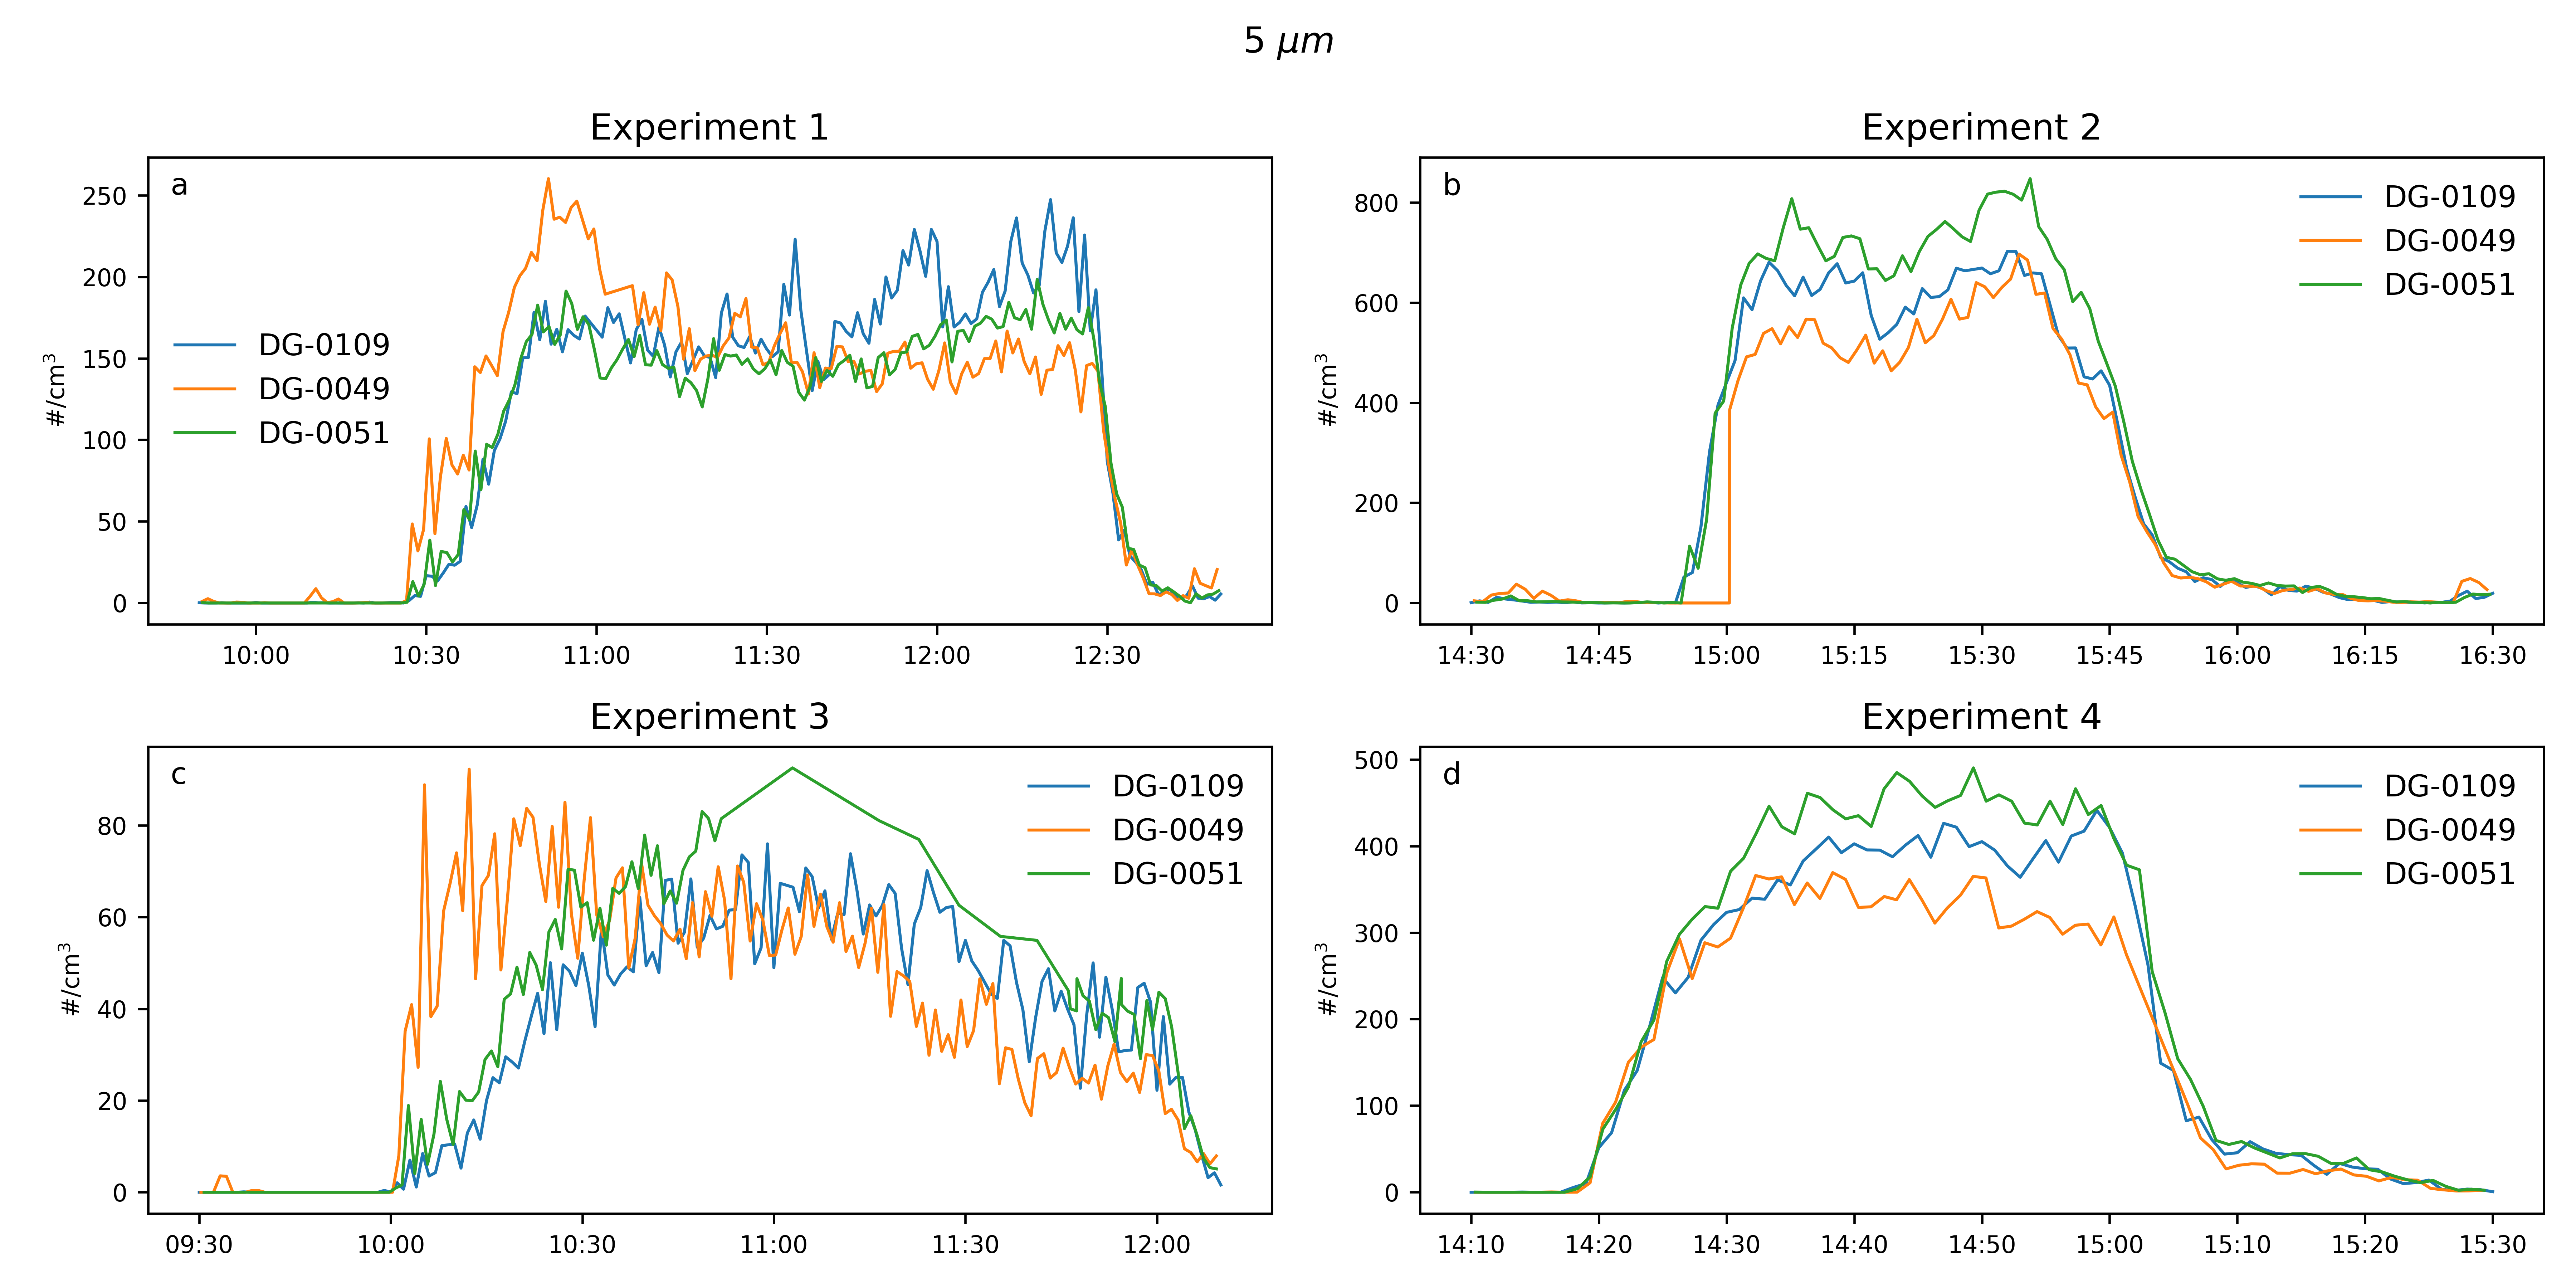 5 μm
Experiment 1
a
250
200
150
100
50
0
#/cm³
DG-0109
DG-0049
DG-0051
10:00 10:30 11:00 11:30 12:00 12:30
Experiment 2
b
800
600
400
200
0
#/cm³
DG-0109
DG-0049
DG-0051
14:30 14:45 15:00 15:15 15:30 15:45 16:00 16:15 16:30
Experiment 3
c
80
60
40
20
0
#/cm³
DG-0109
DG-0049
DG-0051
09:30 10:00 10:30 11:00 11:30 12:00
Experiment 4
d
500
400
300
200
100
0
#/cm³
DG-0109
DG-0049
DG-0051
14:10 14:20 14:30 14:40 14:50 15:00 15:10 15:20 15:30